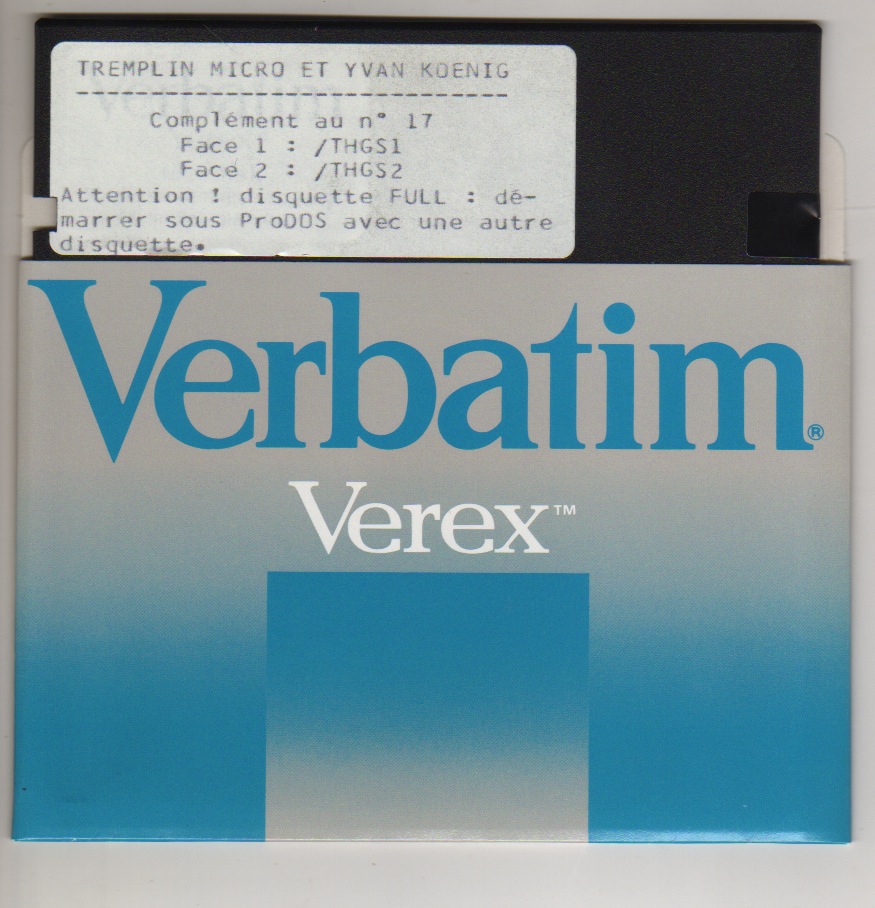 TREMPLIN MICRO ET YVAN KOENIG
-----------------------------
Complément au n° 17
Face 1 : /THGS1
Face 2 : /THGS2
Attention ! disquette FULL : dé-
marrer sous ProDOS avec une autre
disquette.
Verbatim®
Verex™